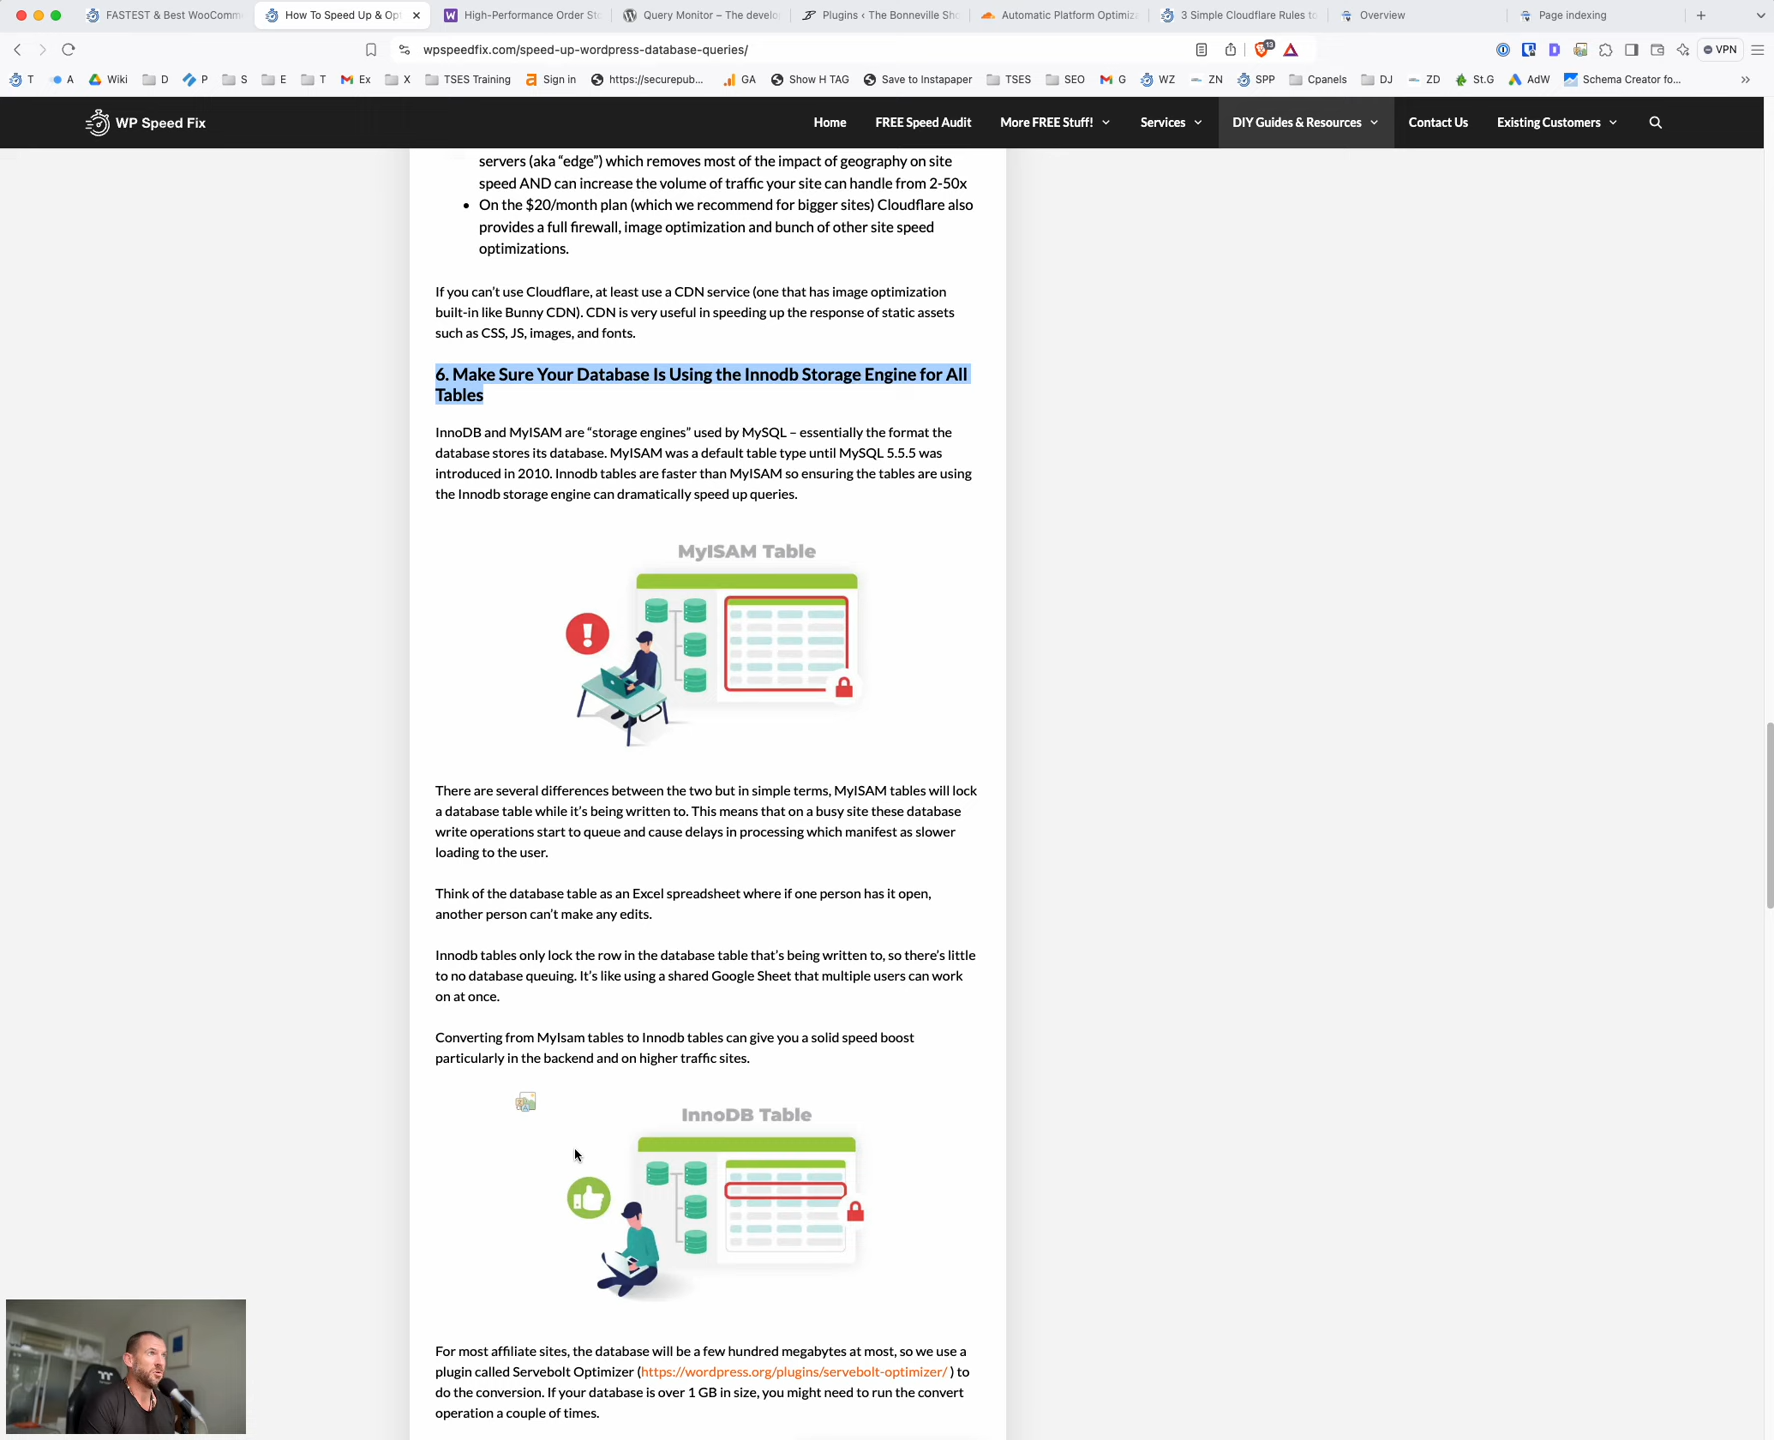 FASTEST & Best WooComm
How To Speed Up & Op
High-Performance Order Sto
Query Monitor – The develo
Plugins ‹ The Bonneville Sho
Automatic Platform Optimiza
3 Simple Cloudflare Rules to
Overview
Page indexing
wpspeedfix.com/speed-up-wordpress-database-queries/
13
VPN
T
A
Wiki
D
P
S
E
T
Ex
X
TSES Training
Sign in
https://securepub...
GA
Show H TAG
Save to Instapaper
TSES
SEO
G
WZ
ZN
SPP
Cpanels
DJ
ZD
St.G
AdW
Schema Creator fo...
WP Speed Fix
Home
FREE Speed Audit
More FREE Stuff!
Services
DIY Guides & Resources
Contact Us
Existing Customers
servers (aka “edge”) which removes most of the impact of geography on site
speed AND can increase the volume of traffic your site can handle from 2-50x
• On the $20/month plan (which we recommend for bigger sites) Cloudflare also
provides a full firewall, image optimization and bunch of other site speed
optimizations.
If you can’t use Cloudflare, at least use a CDN service (one that has image optimization
built-in like Bunny CDN). CDN is very useful in speeding up the response of static assets
such as CSS, JS, images, and fonts.
6. Make Sure Your Database Is Using the Innodb Storage Engine for All
Tables
InnoDB and MyISAM are “storage engines” used by MySQL – essentially the format the
database stores its database. MyISAM was a default table type until MySQL 5.5.5 was
introduced in 2010. Innodb tables are faster than MyISAM so ensuring the tables are using
the Innodb storage engine can dramatically speed up queries.
MyISAM Table
There are several differences between the two but in simple terms, MyISAM tables will lock
a database table while it’s being written to. This means that on a busy site these database
write operations start to queue and cause delays in processing which manifest as slower
loading to the user.
Think of the database table as an Excel spreadsheet where if one person has it open,
another person can’t make any edits.
Innodb tables only lock the row in the database table that’s being written to, so there’s little
to no database queuing. It’s like using a shared Google Sheet that multiple users can work
on at once.
Converting from MyIsam tables to Innodb tables can give you a solid speed boost
particularly in the backend and on higher traffic sites.
InnoDB Table
For most affiliate sites, the database will be a few hundred megabytes at most, so we use a
plugin called Servebolt Optimizer (https://wordpress.org/plugins/servebolt-optimizer/ ) to
do the conversion. If your database is over 1 GB in size, you might need to run the convert
operation a couple of times.